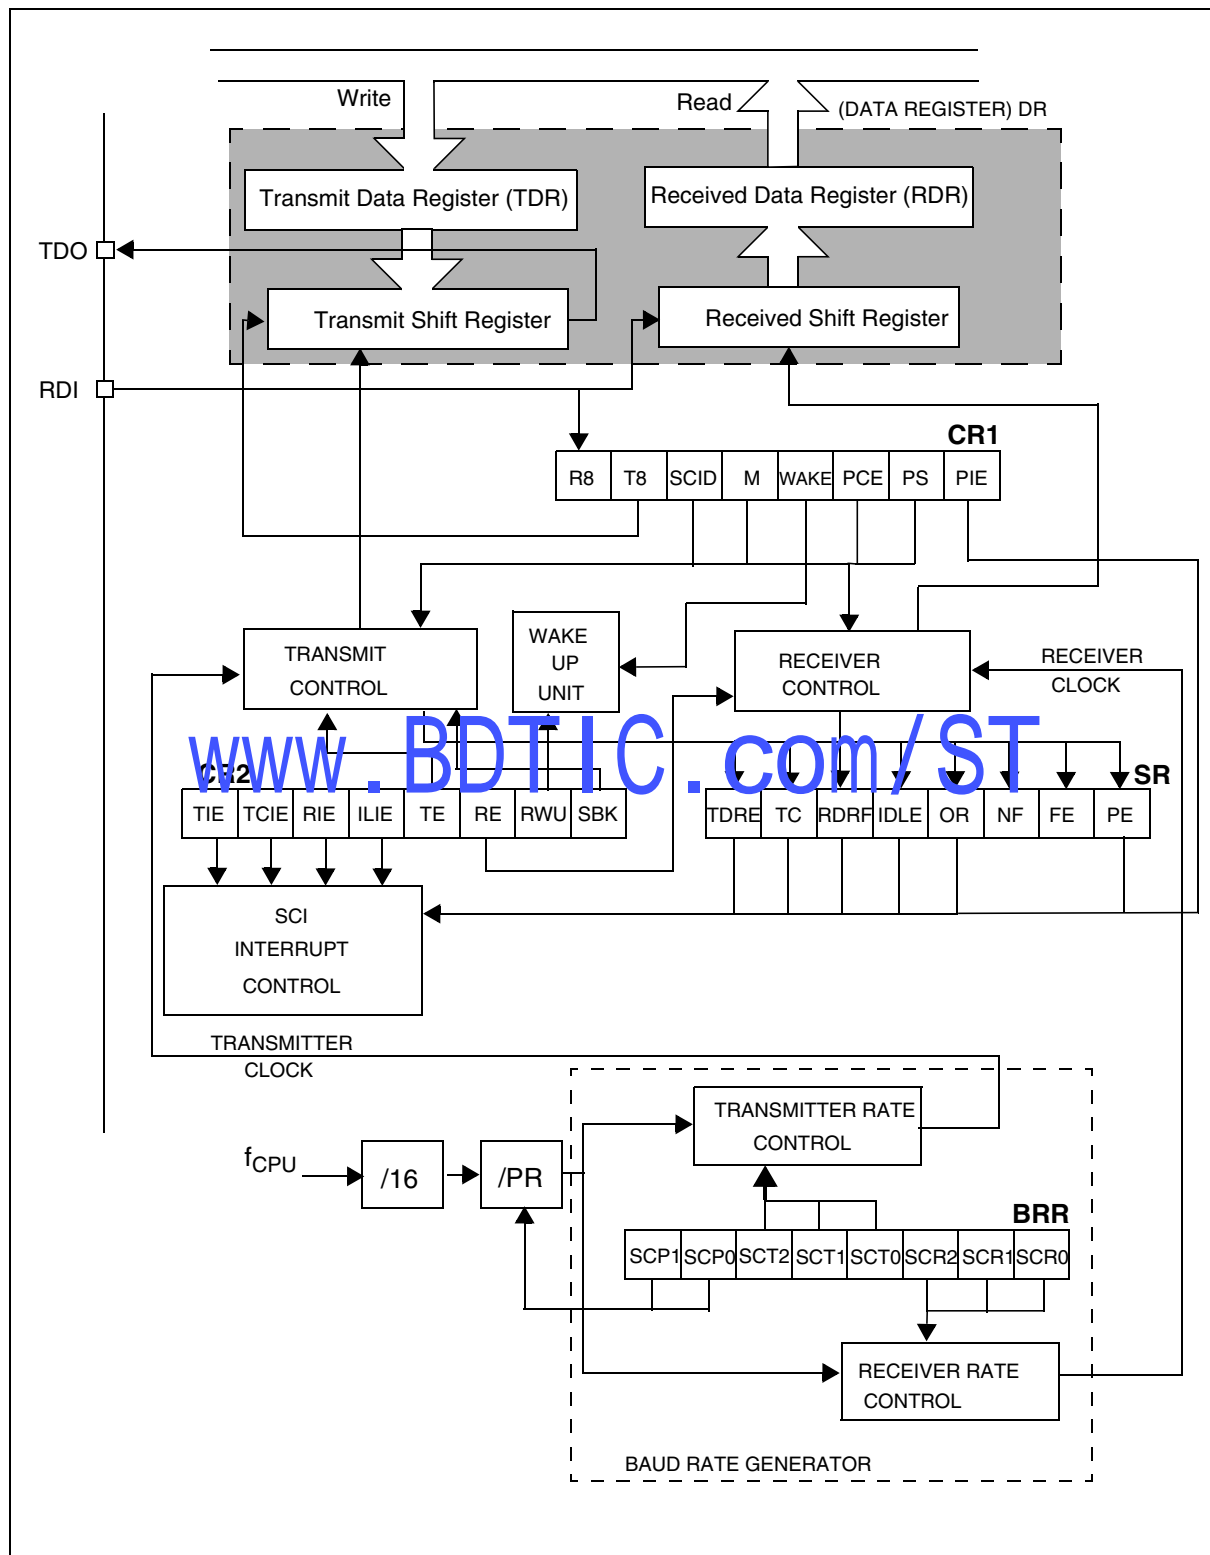 Write
Read
(DATA REGISTER) DR
Transmit Data Register (TDR)
Received Data Register (RDR)
TDO
Transmit Shift Register
Received Shift Register
RDI
CR1
R8 T8 SCID M WAKE PCE PS PIE
TRANSMIT
CONTROL
WAKE
UP
UNIT
RECEIVER
CONTROL
RECEIVER
CLOCK
www.BDTIC.com/ST
CR2
SR
TIE TCIE RIE ILIE TE RE RWU SBK
TDRE TC RDRF IDLE OR NF FE PE
SCI
INTERRUPT
CONTROL
TRANSMITTER
CLOCK
TRANSMITTER RATE
CONTROL
fCPU
/16
/PR
BRR
SCP1 SCP0 SCT2 SCT1 SCT0 SCR2 SCR1 SCR0
RECEIVER RATE
CONTROL
BAUD RATE GENERATOR